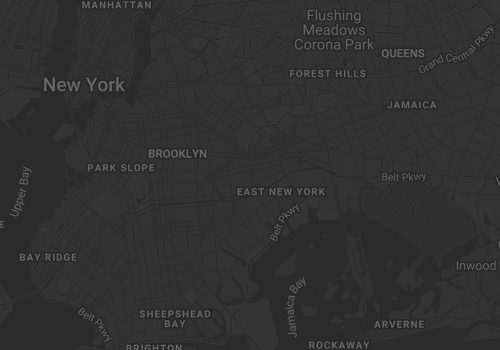 MANHATTAN
Flushing
Meadows
Corona Park
QUEENS
Grand Central Pkwy
FOREST HILLS
New York
JAMAICA
BROOKLYN
PARK SLOPE
Belt Pkwy
Upper Bay
EAST NEW YORK
Belt Pkwy
E
BAY RIDGE
Inwood
Jamaica Bay
Belt Pkwy
SHEEPSHEAD
BAY
ARVERNE
BRIGHTON
ROCKAWAY